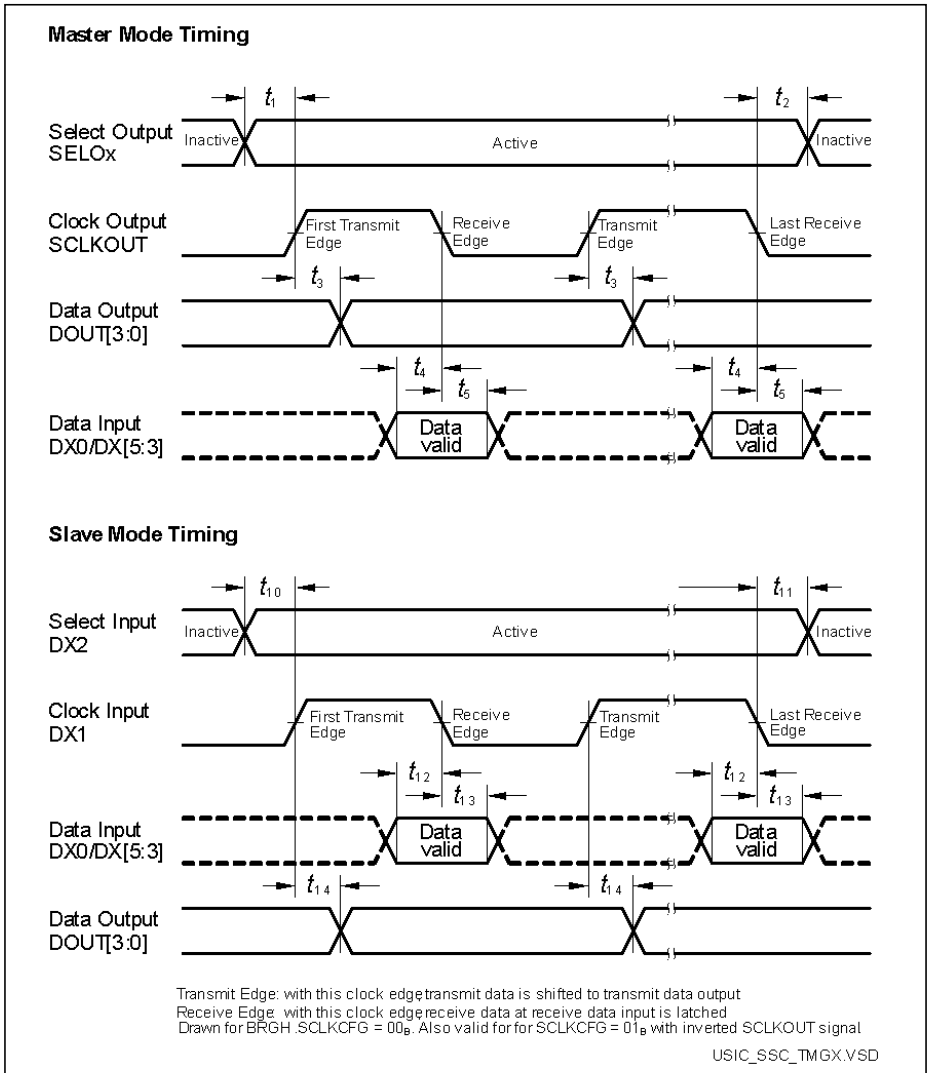 Master Mode Timing
t1
t2
Select Output
SELOx
Inactive
Active
Inactive
Clock Output
SCLKOUT
First Transmit
Edge
Receive
Edge
Transmit
Edge
Last Receive
Edge
t3
t3
Data Output
DOUT[3:0]
t4
t5
t4
t5
Data Input
DX0/DX[5:3]
Data
valid
Data
valid
Slave Mode Timing
t10
t11
Select Input
DX2
Inactive
Active
Inactive
Clock Input
DX1
First Transmit
Edge
Receive
Edge
Transmit
Edge
Last Receive
Edge
t12
t13
t12
t13
Data Input
DX0/DX[5:3]
Data
valid
Data
valid
t14
t14
Data Output
DOUT[3:0]
Transmit Edge: with this clock edge, transmit data is shifted to transmit data output
Receive Edge: with this clock edge, receive data at receive data input is latched
Drawn for BRGH .SCLKCFG = 00B. Also valid for for SCLKCFG = 01B with inverted SCLKOUT signal.
USIC_SSC_TMGX.VSD